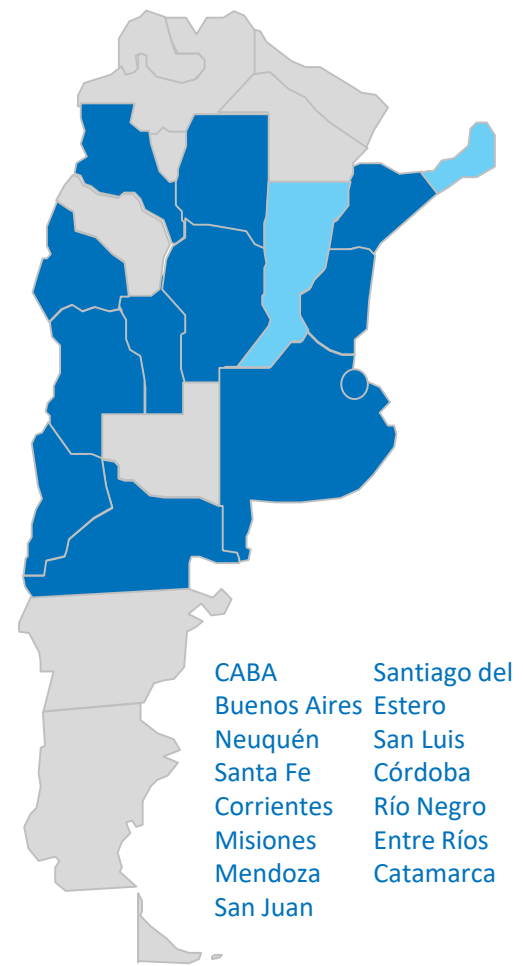 CABA
Buenos Aires
Neuquén
Santa Fe
Corrientes
Misiones
Mendoza
San Juan
Santiago del
Estero
San Luis
Córdoba
Río Negro
Entre Ríos
Catamarca